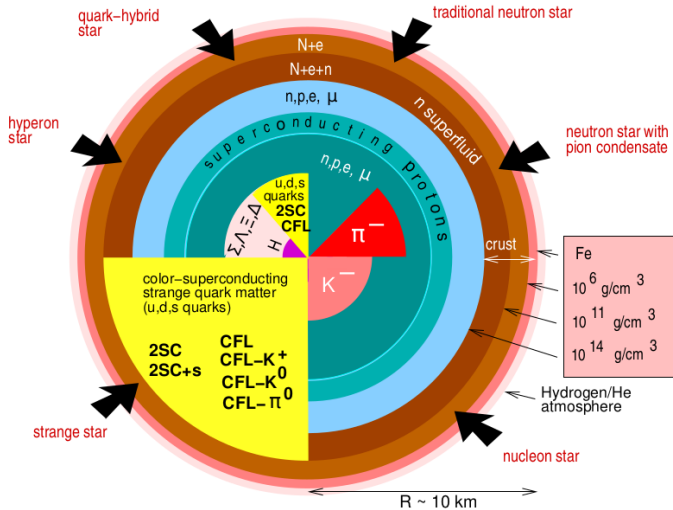 quark-hybrid
star
traditional neutron star
N+e
N+e+n
n,p,e, μ
n superfluid
hyperon
star
neutron star with
pion condensate
superconducting protons
n,p,e, μ
u,d,s
quarks
2SC
CFL
Σ,Λ,Ξ,Δ
H
π⁻
K⁻
crust
Fe
10⁶ g/cm³
10¹¹ g/cm³
10¹⁴ g/cm³
color-superconducting
strange quark matter
(u,d,s quarks)
2SC
2SC+s
CFL
CFL-K⁺
CFL-K⁰
CFL-π⁰
Hydrogen/He
atmosphere
strange star
nucleon star
R ~ 10 km